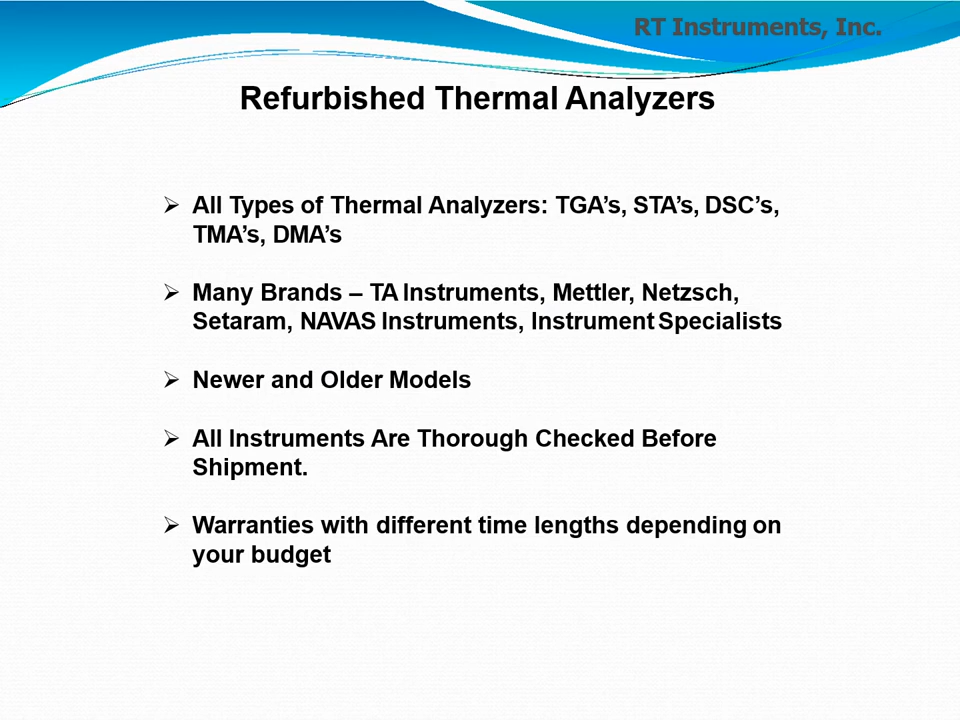 RT Instruments, Inc.
Refurbished Thermal Analyzers
➢ All Types of Thermal Analyzers: TGA’s, STA’s, DSC’s,
TMA’s, DMA’s
➢ Many Brands – TA Instruments, Mettler, Netzsch,
Setaram, NAVAS Instruments, Instrument Specialists
➢ Newer and Older Models
➢ All Instruments Are Thorough Checked Before
Shipment.
➢ Warranties with different time lengths depending on
your budget